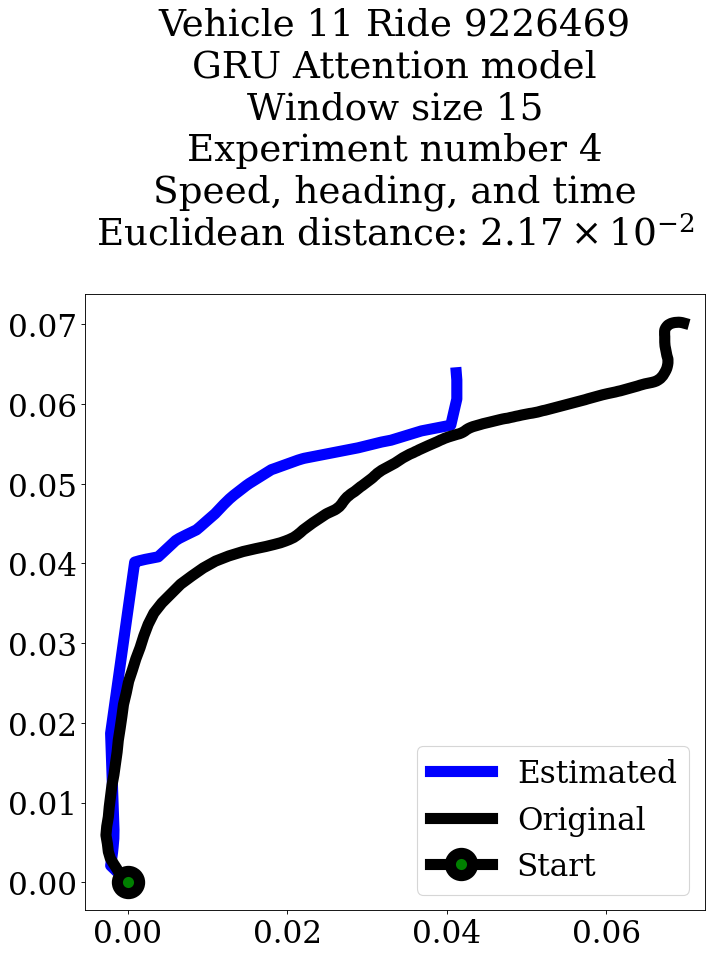 Vehicle 11 Ride 9226469
GRU Attention model
Window size 15
Experiment number 4
Speed, heading, and time
Euclidean distance: 2.17 × 10⁻²
0.07
0.06
0.05
0.04
0.03
0.02
0.01
0.00
Estimated
Original
Start
0.00 0.02 0.04 0.06